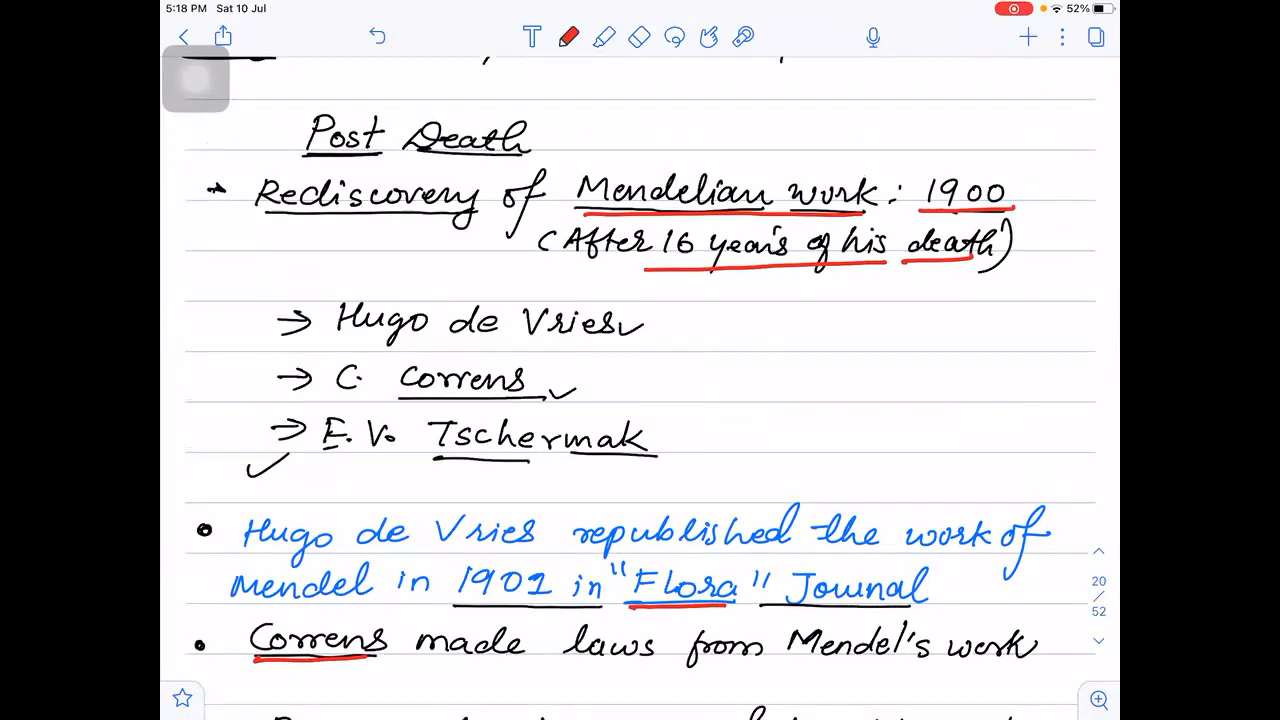 5:18 PM Sat 10 Jul
52%
Post Death
Rediscovery of Mendelian work : 1900
(After 16 years of his death)
→ Hugo de Vries
→ C. Correns
→ E. V. Tschermak
• Hugo de Vries republished the work of
Mendel in 1901 in "Flora" Journal
20
/
52
• Correns made laws from Mendel's work